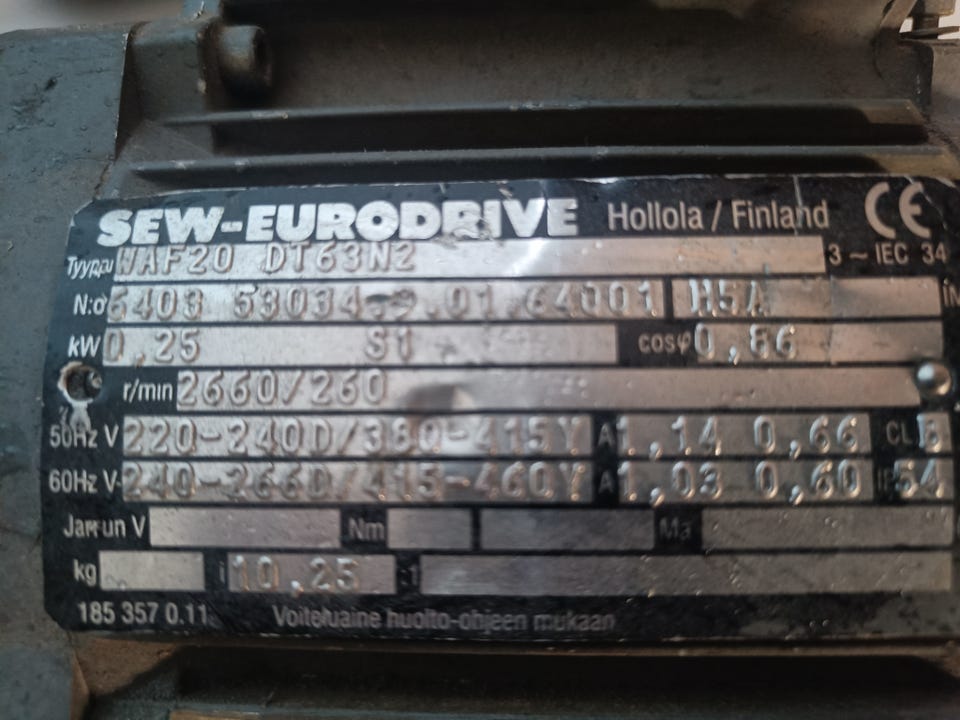 SEW-EURODRIVE Hollola / Finland CE
Tyyppi WAF20 DT63N2 3 ~ IEC 34
N:o 6403 53034 .01.64001 M5A
kW 0,25 S1 cosφ 0,86
r/min 2660/260
50Hz V 220-240D/380-415Y A 1,14 0,66 CL B
60Hz V 240-266D/415-460Y A 1,03 0,60 IP 54
Jarrun V Nm Ma
kg i 10,25 :1
185 357 0.11 Voiteluaine huolto-ohjeen mukaan